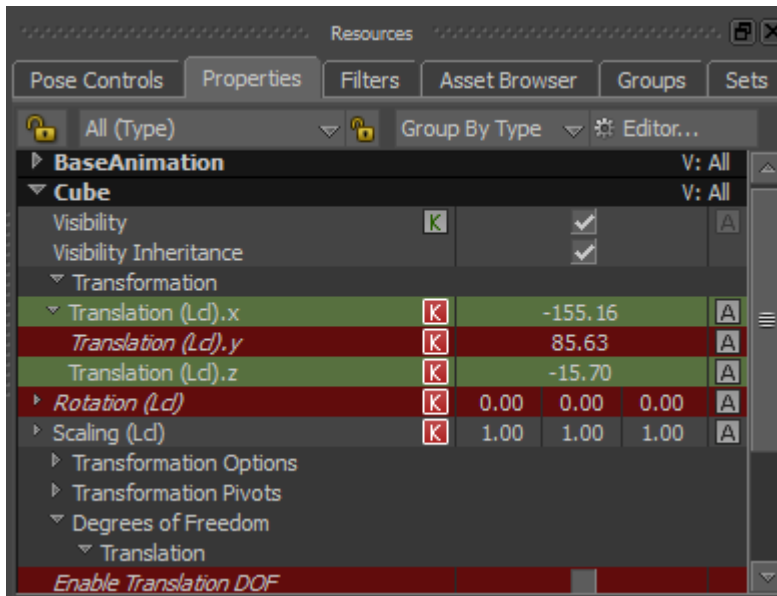 Resources
Pose Controls Properties Filters Asset Browser Groups Sets
All (Type) Group By Type Editor...
BaseAnimation V: All
Cube V: All
Visibility K A
Visibility Inheritance
Transformation
Translation (Lcl).x K -155.16 A
Translation (Lcl).y K 85.63 A
Translation (Lcl).z K -15.70 A
Rotation (Lcl) K 0.00 0.00 0.00 A
Scaling (Lcl) K 1.00 1.00 1.00 A
Transformation Options
Transformation Pivots
Degrees of Freedom
Translation
Enable Translation DOF